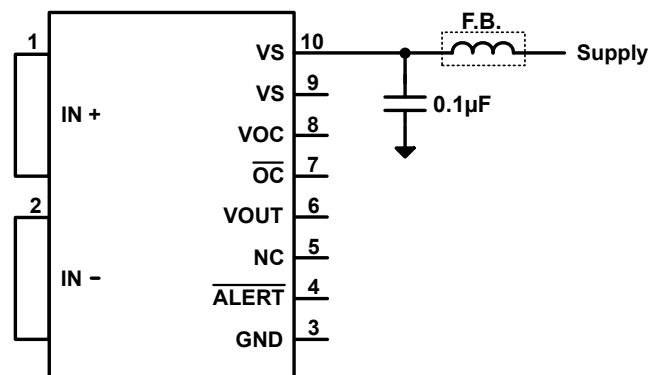 F.B.
1
VS 10
Supply
VS 9
IN +
0.1µF
VOC 8
OC 7
2
VOUT 6
NC 5
IN -
ALERT 4
GND 3